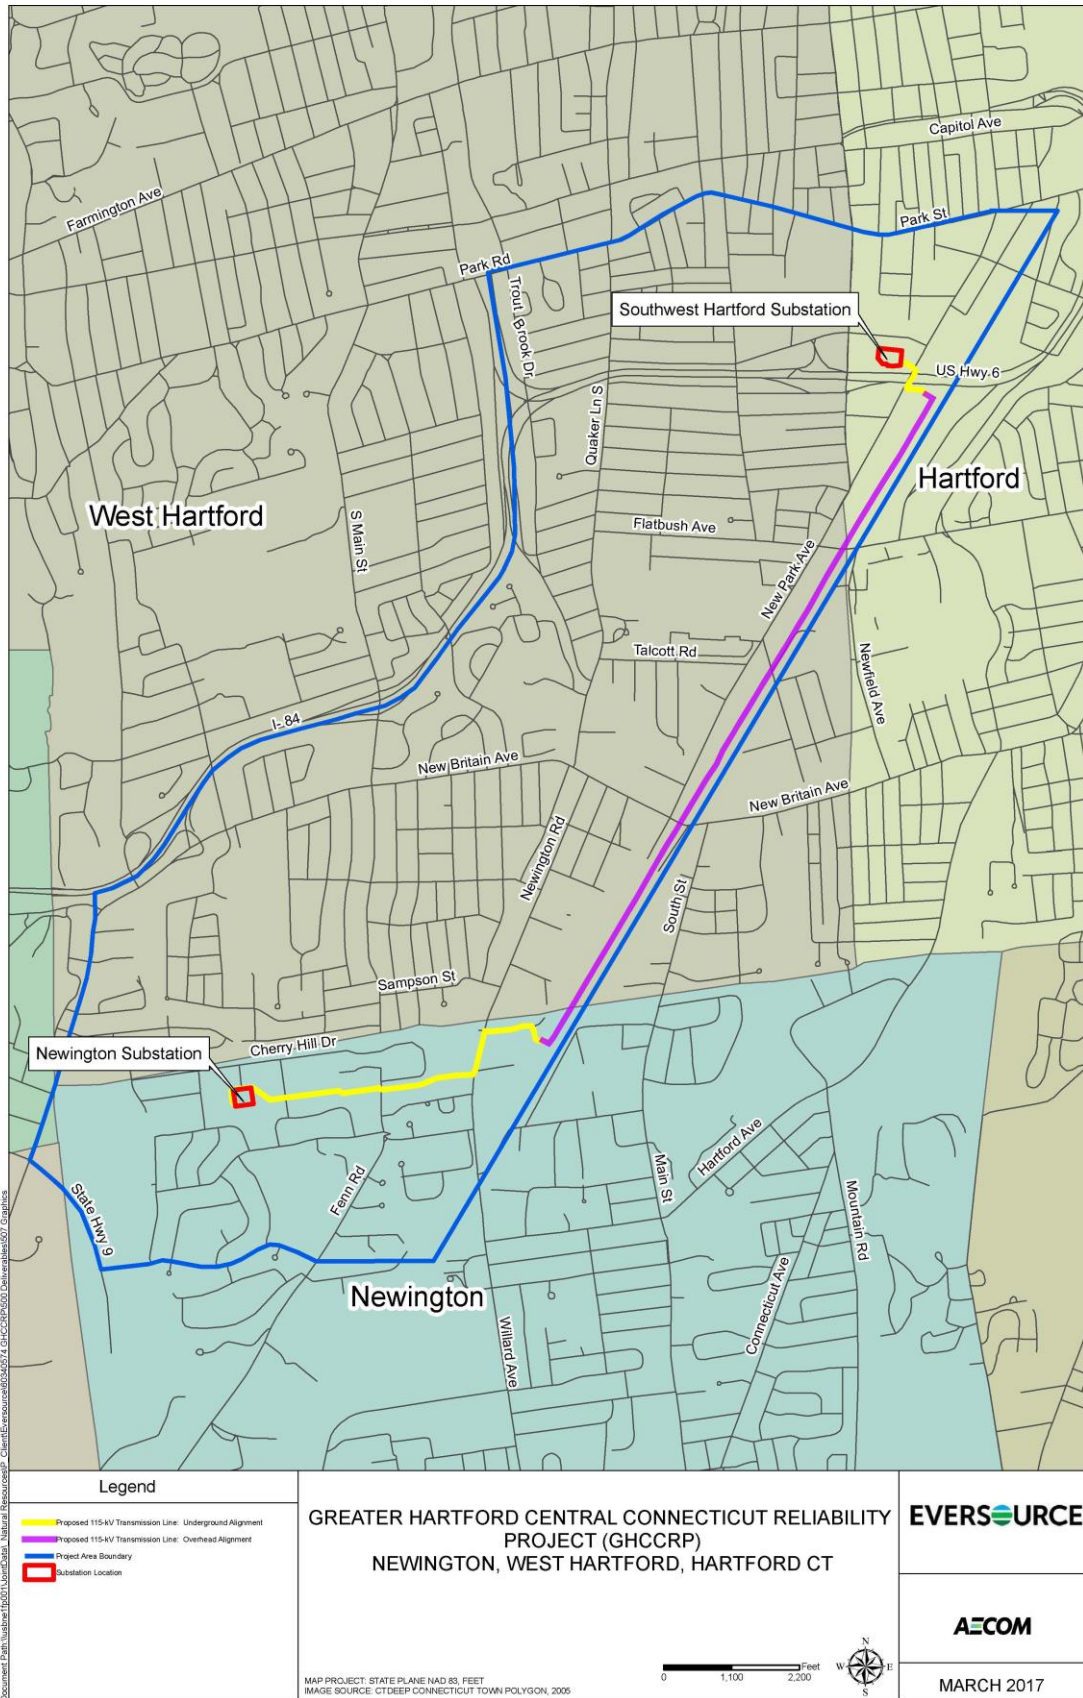 Capitol Ave
Farmington Ave
Park St
Park Rd
Trout Brook Dr
Southwest Hartford Substation
US Hwy 6
Quaker Ln S
Hartford
West Hartford
S Main St
Flatbush Ave
New Park Ave
Talcott Rd
Newfield Ave
I- 84
New Britain Ave
New Britain Ave
Newington Rd
South St
Sampson St
Cherry Hill Dr
Newington Substation
Hartford Ave
Main St
Fenn Rd
Mountain Rd
State Hwy 9
Newington
Connecticut Ave
Willard Ave
Legend
Proposed 115-kV Transmission Line: Underground Alignment
Proposed 115-kV Transmission Line: Overhead Alignment
Project Area Boundary
Substation Location
GREATER HARTFORD CENTRAL CONNECTICUT RELIABILITY
PROJECT (GHCCRP)
NEWINGTON, WEST HARTFORD, HARTFORD CT
MAP PROJECT: STATE PLANE NAD 83, FEET
IMAGE SOURCE: CTDEEP CONNECTICUT TOWN POLYGON, 2005
Feet
0 1,100 2,200
N
W E
S
EVERSOURCE
AECOM
MARCH 2017